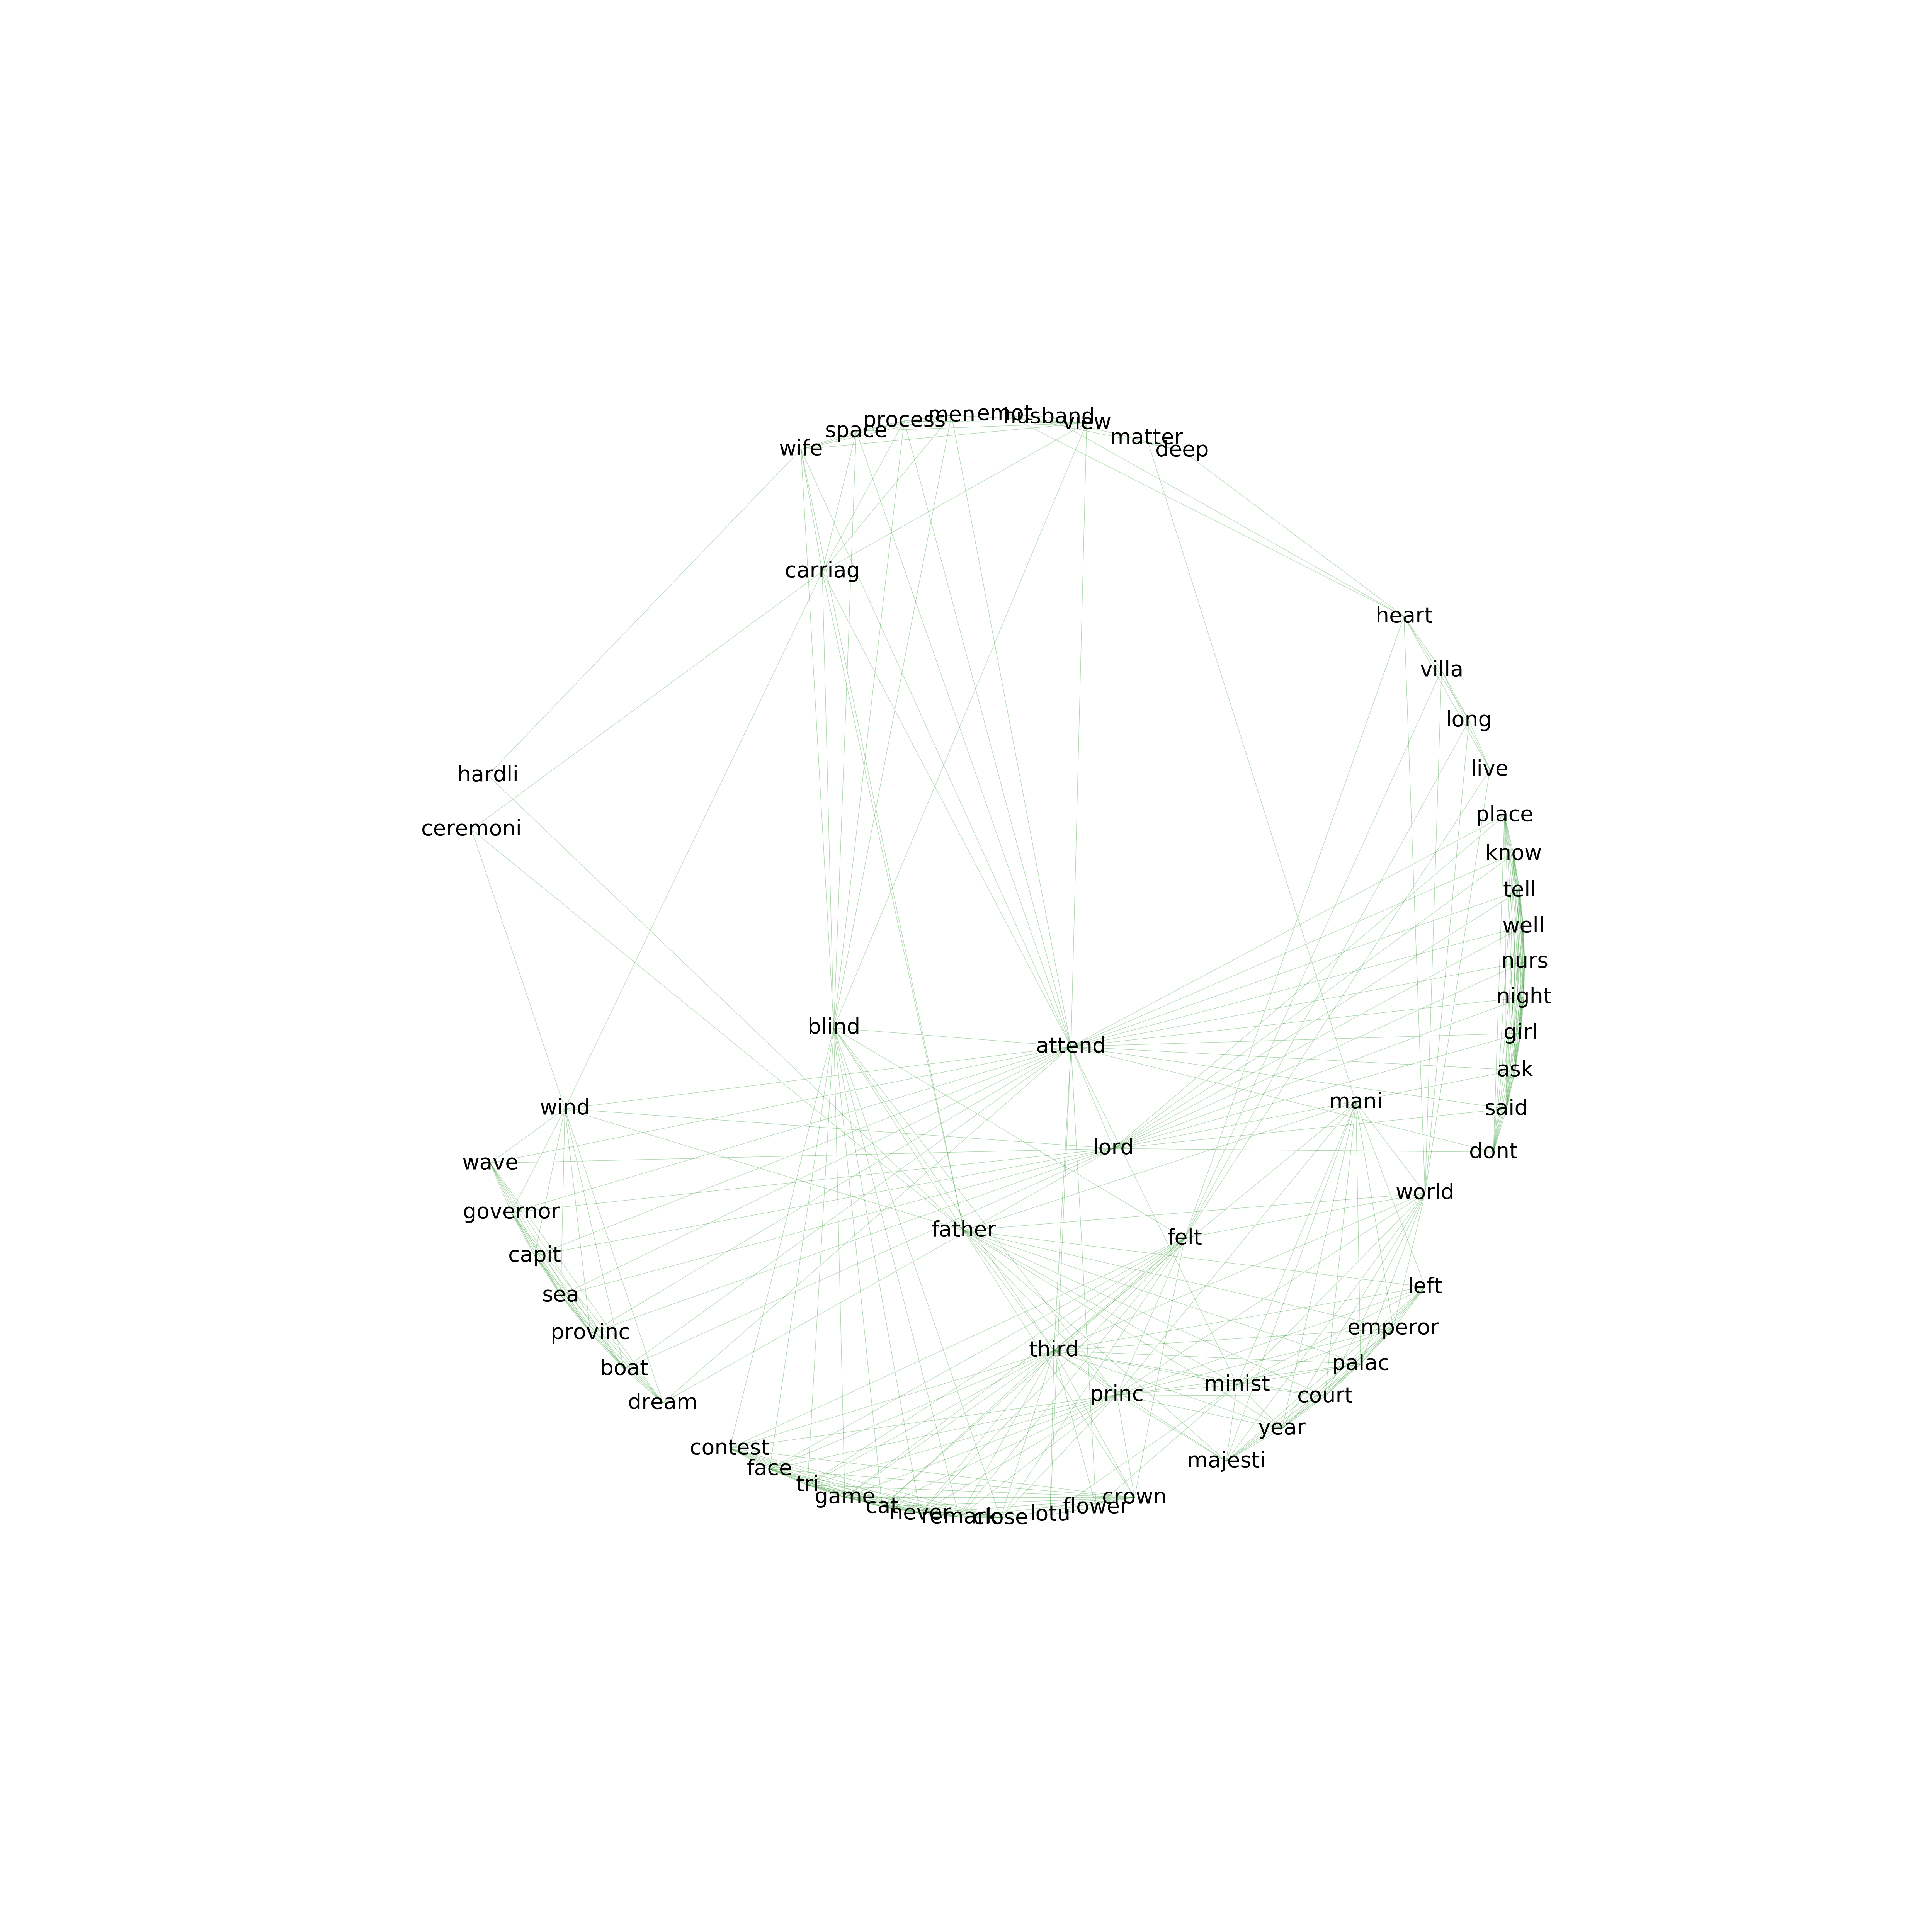 men
emot
husband
process
view
space
matter
wife
deep
carriag
heart
villa
long
live
hardli
place
ceremoni
know
tell
well
nurs
night
blind
girl
attend
ask
mani
wind
said
lord
dont
wave
world
governor
father
felt
capit
left
sea
emperor
provinc
third
palac
boat
minist
princ
court
dream
year
contest
majesti
face
tri
game
crown
cat
flower
never
lotu
remark
close